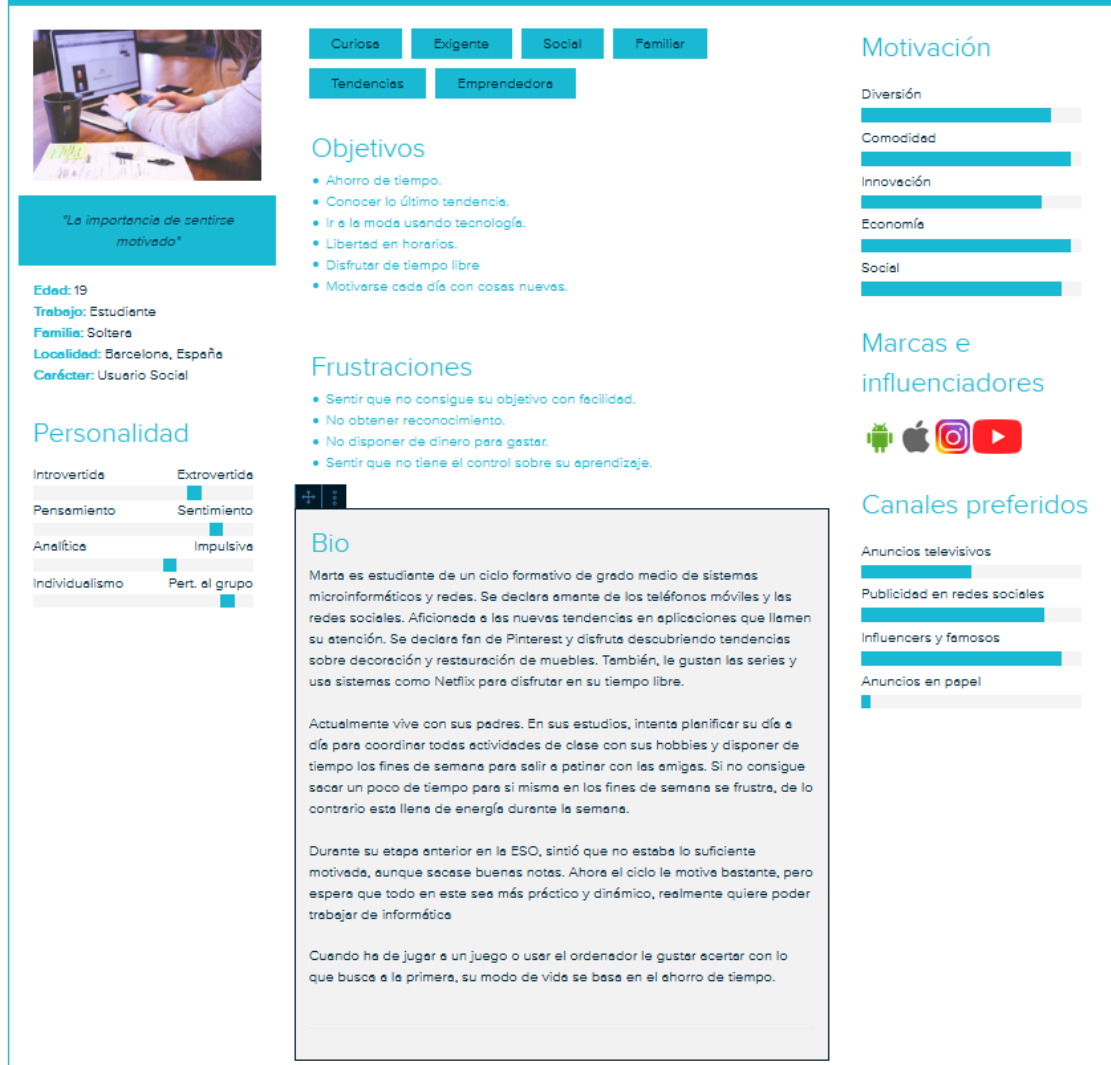 "La importancia de sentirse
motivado"
Edad: 19
Trabajo: Estudiante
Familia: Soltera
Localidad: Barcelona, España
Carácter: Usuario Social
Personalidad
Introvertida Extrovertida
Pensamiento Sentimiento
Analítica Impulsiva
Individualismo Pert. al grupo
Curiosa Exigente Social Familiar
Tendencias Emprendedora
Objetivos
• Ahorro de tiempo.
• Conocer lo último tendencia.
• Ir a la moda usando tecnología.
• Libertad en horarios.
• Disfrutar de tiempo libre
• Motivarse cada día con cosas nuevas.
Frustraciones
• Sentir que no consigue su objetivo con facilidad.
• No obtener reconocimiento.
• No disponer de dinero para gastar.
• Sentir que no tiene el control sobre su aprendizaje.
Bio
Marta es estudiante de un ciclo formativo de grado medio de sistemas
microinformáticos y redes. Se declara amante de los teléfonos móviles y las
redes sociales. Aficionada a las nuevas tendencias en aplicaciones que llamen
su atención. Se declara fan de Pinterest y disfruta descubriendo tendencias
sobre decoración y restauración de muebles. También, le gustan las series y
usa sistemas como Netflix para disfrutar en su tiempo libre.
Actualmente vive con sus padres. En sus estudios, intenta planificar su día a
día para coordinar todas actividades de clase con sus hobbies y disponer de
tiempo los fines de semana para salir a patinar con las amigas. Si no consigue
sacar un poco de tiempo para si misma en los fines de semana se frustra, de lo
contrario esta llena de energía durante la semana.
Durante su etapa anterior en la ESO, sintió que no estaba lo suficiente
motivada, aunque sacase buenas notas. Ahora el ciclo le motiva bastante, pero
espera que todo en este sea más práctico y dinámico, realmente quiere poder
trabajar de informática
Cuando ha de jugar a un juego o usar el ordenador le gustar acertar con lo
que busca a la primera, su modo de vida se basa en el ahorro de tiempo.
Motivación
Diversión
Comodidad
Innovación
Economía
Social
Marcas e
influenciadores
Canales preferidos
Anuncios televisivos
Publicidad en redes sociales
Influencers y famosos
Anuncios en papel